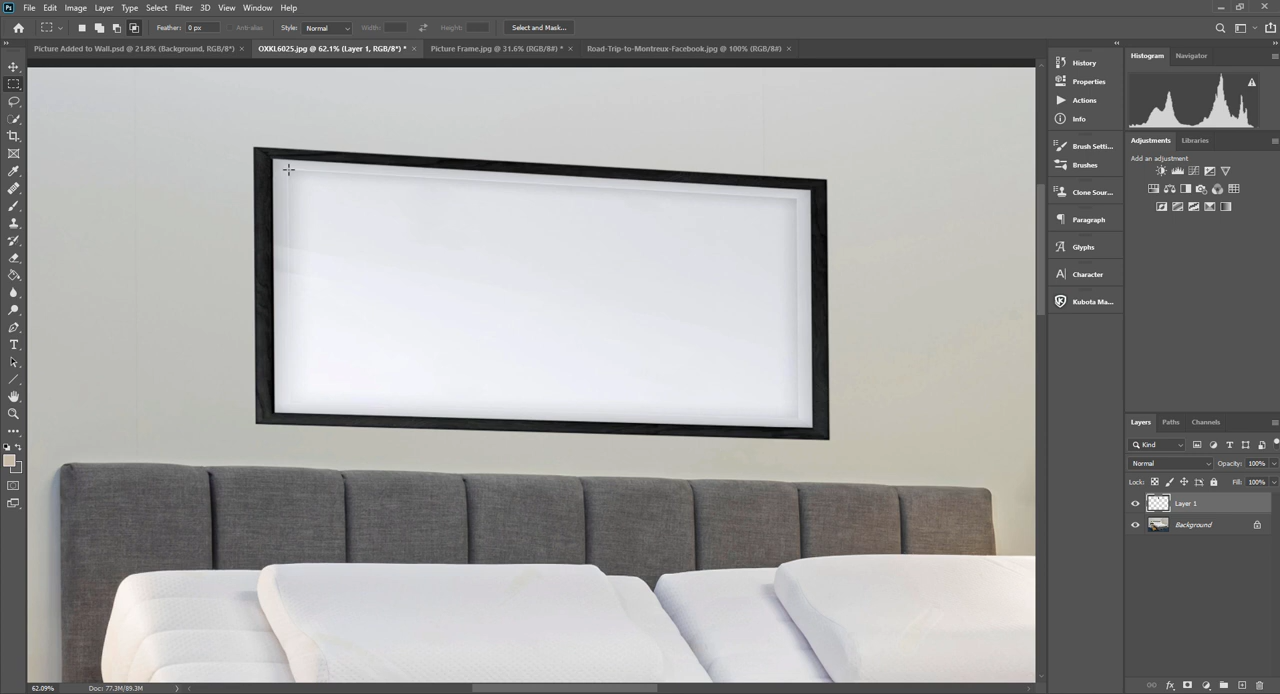 Ps File Edit Image Layer Type Select Filter 3D View Window Help
Feather: 0 px Anti-alias Style: Normal Width: Height: Select and Mask...
Picture Added to Wall.psd @ 21.8% (Background, RGB/8*) × OXKL6025.jpg @ 62.1% (Layer 1, RGB/8*) * × Picture Frame.jpg @ 31.6% (RGB/8#) * × Road-Trip-to-Montreux-Facebook.jpg @ 100% (RGB/8#) ×
History
Properties
Actions
Info
Brush Setti...
Brushes
Clone Sour...
Paragraph
Glyphs
Character
Kubota Ma...
Histogram Navigator
Adjustments Libraries
Add an adjustment
Layers Paths Channels
Kind
Normal Opacity: 100%
Lock: Fill: 100%
Layer 1
Background
62.09% Doc: 77.3M/89.3M